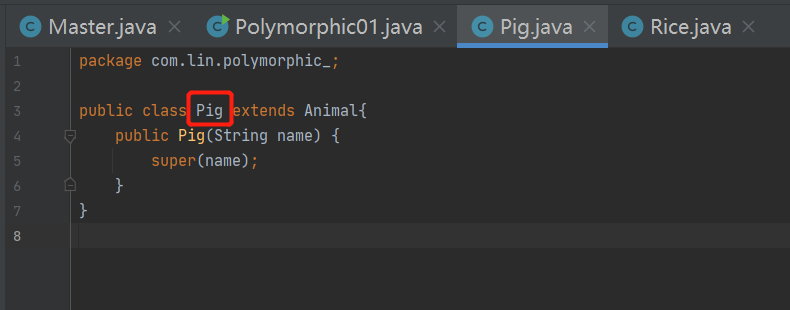 Master.java Polymorphic01.java Pig.java Rice.java
1 package com.lin.polymorphic_;
2
3 public class Pig extends Animal{
4 public Pig(String name) {
5 super(name);
6 }
7 }
8